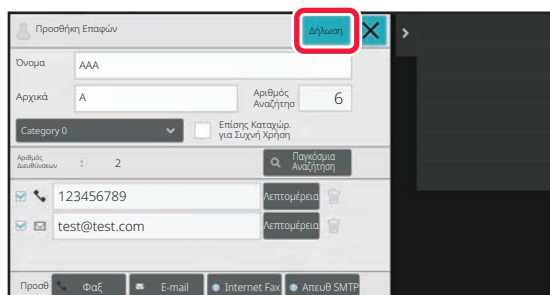 Προσθήκη Επαφών
Δήλωση
Όνομα
AAA
Αρχικά
A
Αριθμός
Αναζήτησ
6
Category 0
Επίσης Καταχώρ.
για Συχνή Χρήση
Αριθμός
Διευθύνσεων : 2
Παγκόσμια
Αναζήτηση
123456789
Λεπτομέρεια
test@test.com
Λεπτομέρεια
Προσθ Φαξ E-mail Internet Fax Απευθ SMTP